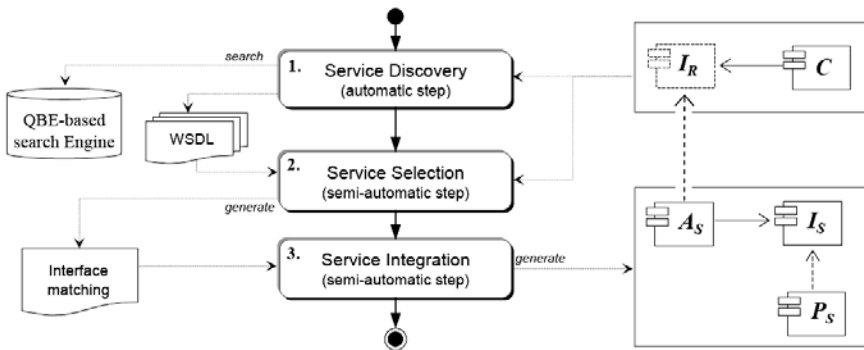 search
1. Service Discovery
(automatic step)
I_R
C
QBE-based
search Engine
WSDL
2. Service Selection
(semi-automatic step)
generate
A_S
I_S
Interface
matching
3. Service Integration
(semi-automatic step)
generate
P_S